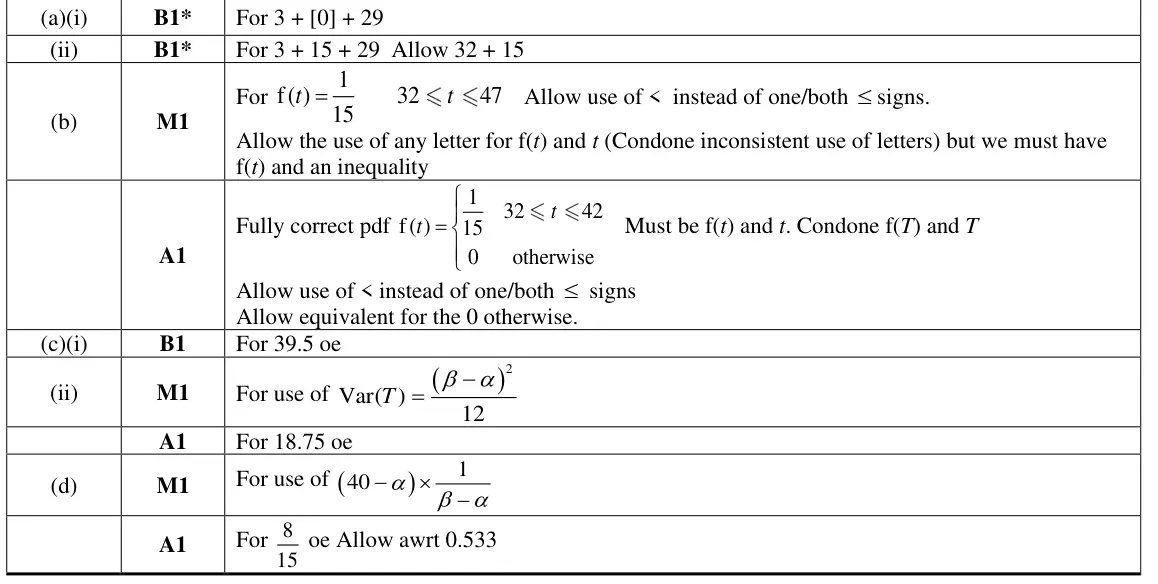 (a)(i) B1* For 3 + [0] + 29
(ii) B1* For 3 + 15 + 29 Allow 32 + 15
(b) M1 For f(t) = 1/15 32 ⩽ t ⩽ 47 Allow use of < instead of one/both ≤ signs.
Allow the use of any letter for f(t) and t (Condone inconsistent use of letters) but we must have
f(t) and an inequality
A1 Fully correct pdf f(t) = { 1/15 32 ⩽ t ⩽ 42 Must be f(t) and t. Condone f(T) and T
0 otherwise
Allow use of < instead of one/both ≤ signs
Allow equivalent for the 0 otherwise.
(c)(i) B1 For 39.5 oe
(ii) M1 For use of Var(T) = (β − α)²/12
A1 For 18.75 oe
(d) M1 For use of (40 − α) × 1/(β − α)
A1 For 8/15 oe Allow awrt 0.533